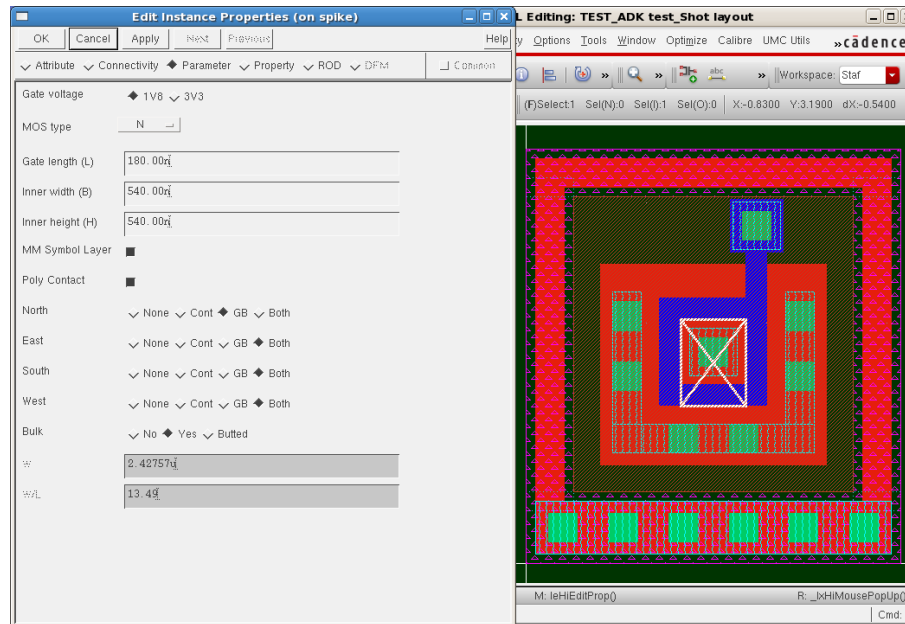 Edit Instance Properties (on spike)
OK Cancel Apply Next Previous Help
Attribute Connectivity Parameter Property ROD DFM Common
Gate voltage 1V8 3V3
MOS type N
Gate length (L) 180.00n
Inner width (B) 540.00n
Inner height (H) 540.00n
MM Symbol Layer
Poly Contact
North None Cont GB Both
East None Cont GB Both
South None Cont GB Both
West None Cont GB Both
Bulk No Yes Butted
W 2.42757u
W/L 13.49
L Editing: TEST_ADK test_Shot layout
y Options Tools Window Optimize Calibre UMC Utils » cādence
» » abc » Workspace: Staf
(F)Select:1 Sel(N):0 Sel(I):1 Sel(O):0 X:-0.8300 Y:3.1900 dX:-0.5400
M: leHiEditProp() R: _lxHiMousePopUp()
Cmd: